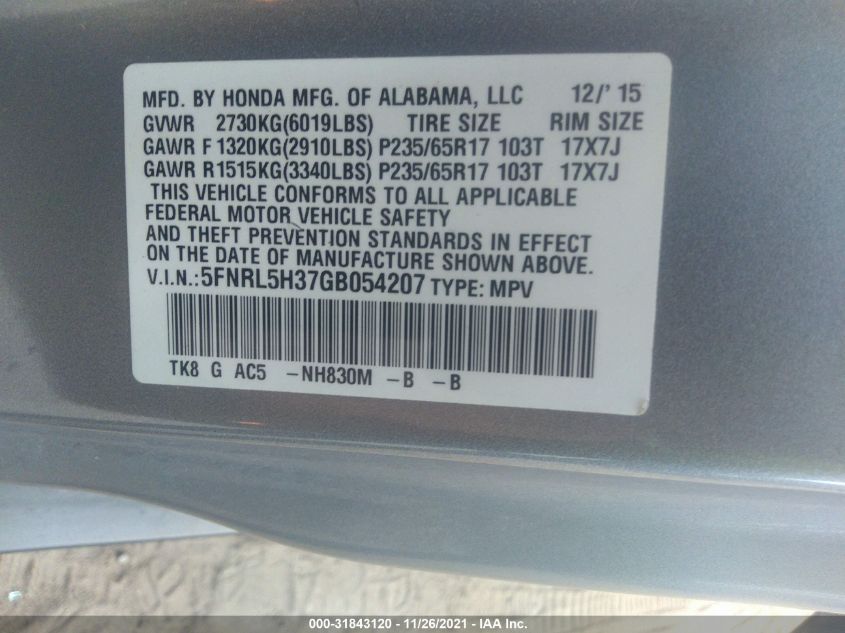 MFD. BY HONDA MFG. OF ALABAMA, LLC 12/' 15
GVWR 2730KG(6019LBS) TIRE SIZE RIM SIZE
GAWR F 1320KG(2910LBS) P235/65R17 103T 17X7J
GAWR R 1515KG(3340LBS) P235/65R17 103T 17X7J
THIS VEHICLE CONFORMS TO ALL APPLICABLE
FEDERAL MOTOR VEHICLE SAFETY
AND THEFT PREVENTION STANDARDS IN EFFECT
ON THE DATE OF MANUFACTURE SHOWN ABOVE.
V.I.N.: 5FNRL5H37GB054207 TYPE: MPV
TK8 G AC5 -NH830M -B -B
000-31843120 - 11/26/2021 - IAA Inc.